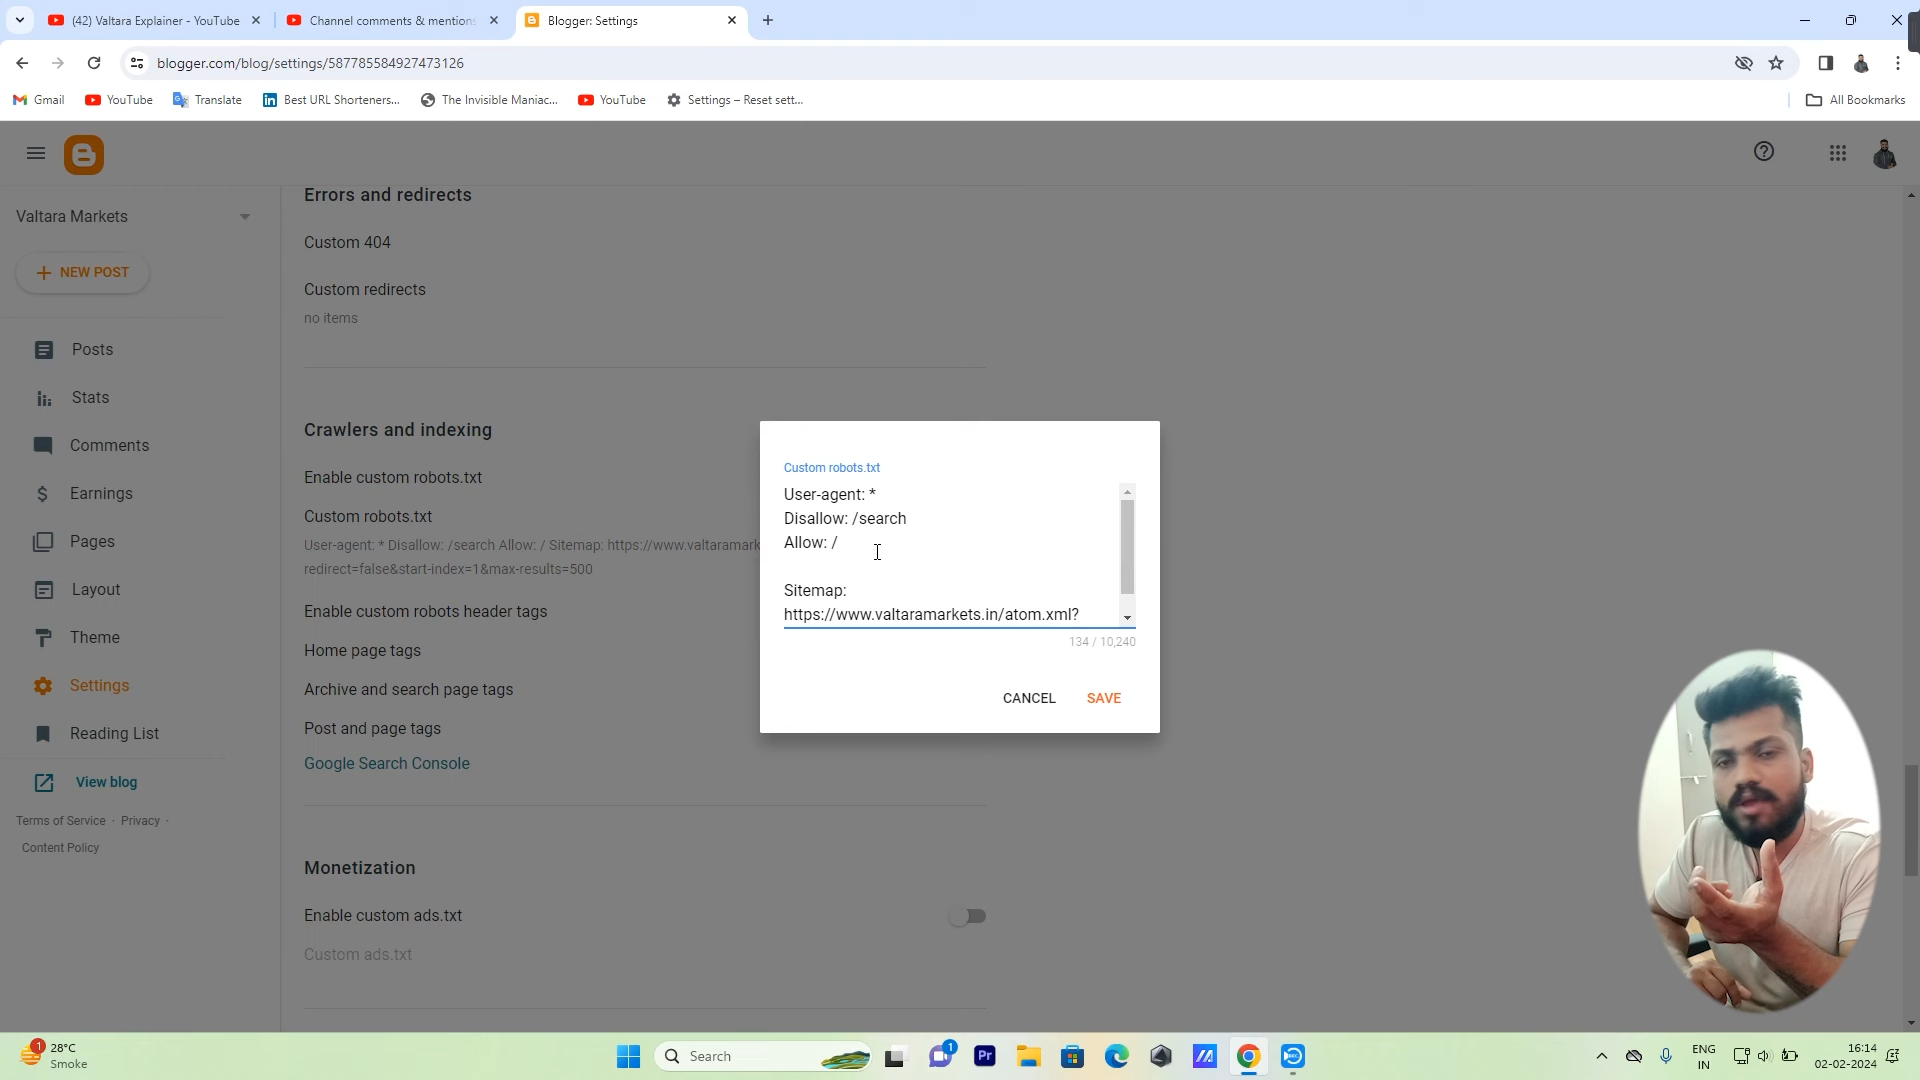 (42) Valtara Explainer - YouTube
Channel comments & mentions
Blogger: Settings
blogger.com/blog/settings/587785584927473126
Gmail
YouTube
Translate
Best URL Shorteners...
The Invisible Maniac...
YouTube
Settings – Reset sett...
All Bookmarks
Valtara Markets
NEW POST
Posts
Stats
Comments
Earnings
Pages
Layout
Theme
Settings
Reading List
View blog
Terms of Service · Privacy ·
Content Policy
Errors and redirects
Custom 404
Custom redirects
no items
Crawlers and indexing
Enable custom robots.txt
Custom robots.txt
User-agent: * Disallow: /search Allow: / Sitemap: https://www.valtaramark
redirect=false&start-index=1&max-results=500
Enable custom robots header tags
Home page tags
Archive and search page tags
Post and page tags
Google Search Console
Monetization
Enable custom ads.txt
Custom ads.txt
Custom robots.txt
User-agent: *
Disallow: /search
Allow: /
Sitemap:
https://www.valtaramarkets.in/atom.xml?
134 / 10,240
CANCEL
SAVE
1
28°C
Smoke
Search
1
Pr
ENG
IN
16:14
02-02-2024